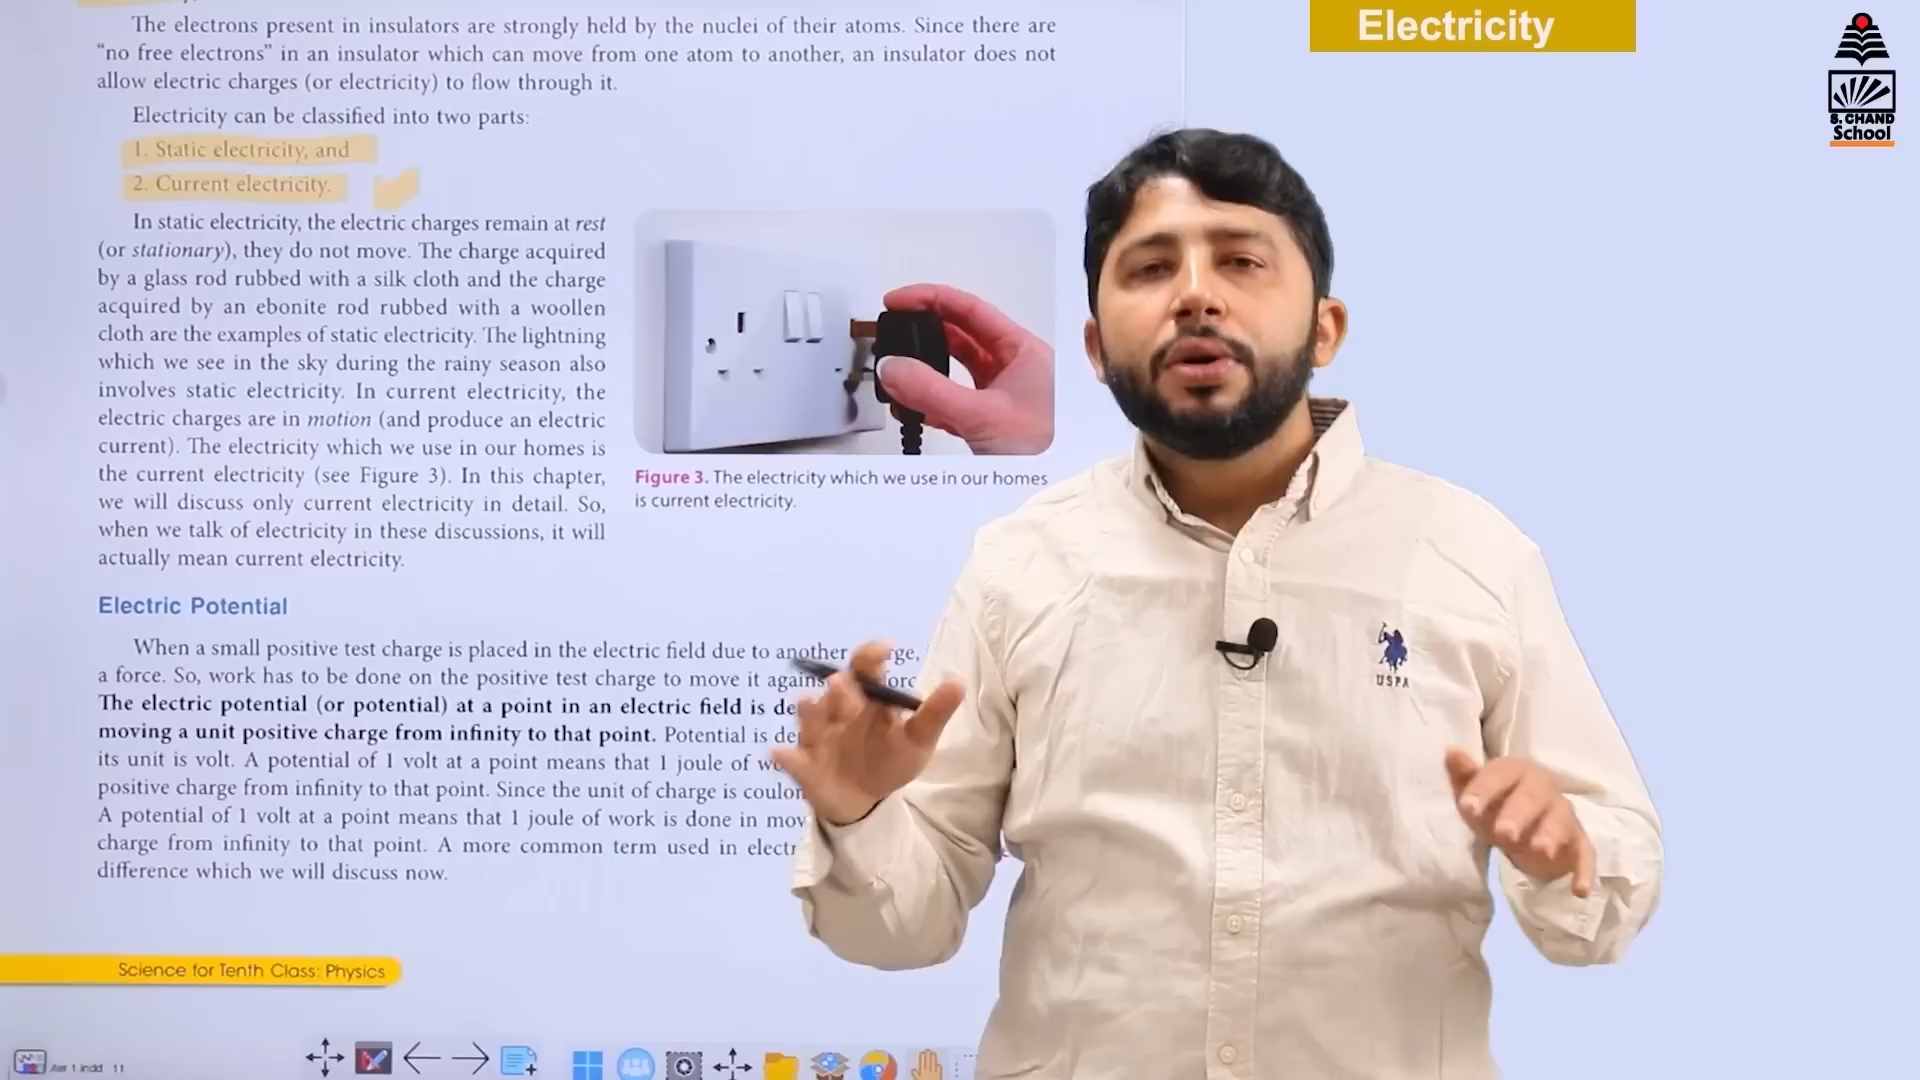 Electricity
S. CHAND
School
The electrons present in insulators are strongly held by the nuclei of their atoms. Since there are
“no free electrons” in an insulator which can move from one atom to another, an insulator does not
allow electric charges (or electricity) to flow through it.
Electricity can be classified into two parts:
1. Static electricity, and
2. Current electricity.
In static electricity, the electric charges remain at rest
(or stationary), they do not move. The charge acquired
by a glass rod rubbed with a silk cloth and the charge
acquired by an ebonite rod rubbed with a woollen
cloth are the examples of static electricity. The lightning
which we see in the sky during the rainy season also
involves static electricity. In current electricity, the
electric charges are in motion (and produce an electric
current). The electricity which we use in our homes is
the current electricity (see Figure 3). In this chapter,
we will discuss only current electricity in detail. So,
when we talk of electricity in these discussions, it will
actually mean current electricity.
Figure 3. The electricity which we use in our homes
is current electricity.
Electric Potential
When a small positive test charge is placed in the electric field due to another
a force. So, work has to be done on the positive test charge to move it
The electric potential (or potential) at a point in an electric field is
moving a unit positive charge from infinity to that point. Potential is
its unit is volt. A potential of 1 volt at a point means that 1 joule of
positive charge from infinity to that point. Since the unit of charge is
A potential of 1 volt at a point means that 1 joule of work is done in
charge from infinity to that point. A more common term used in
difference which we will discuss now.
Science for Tenth Class: Physics
USPA
1.indd 11